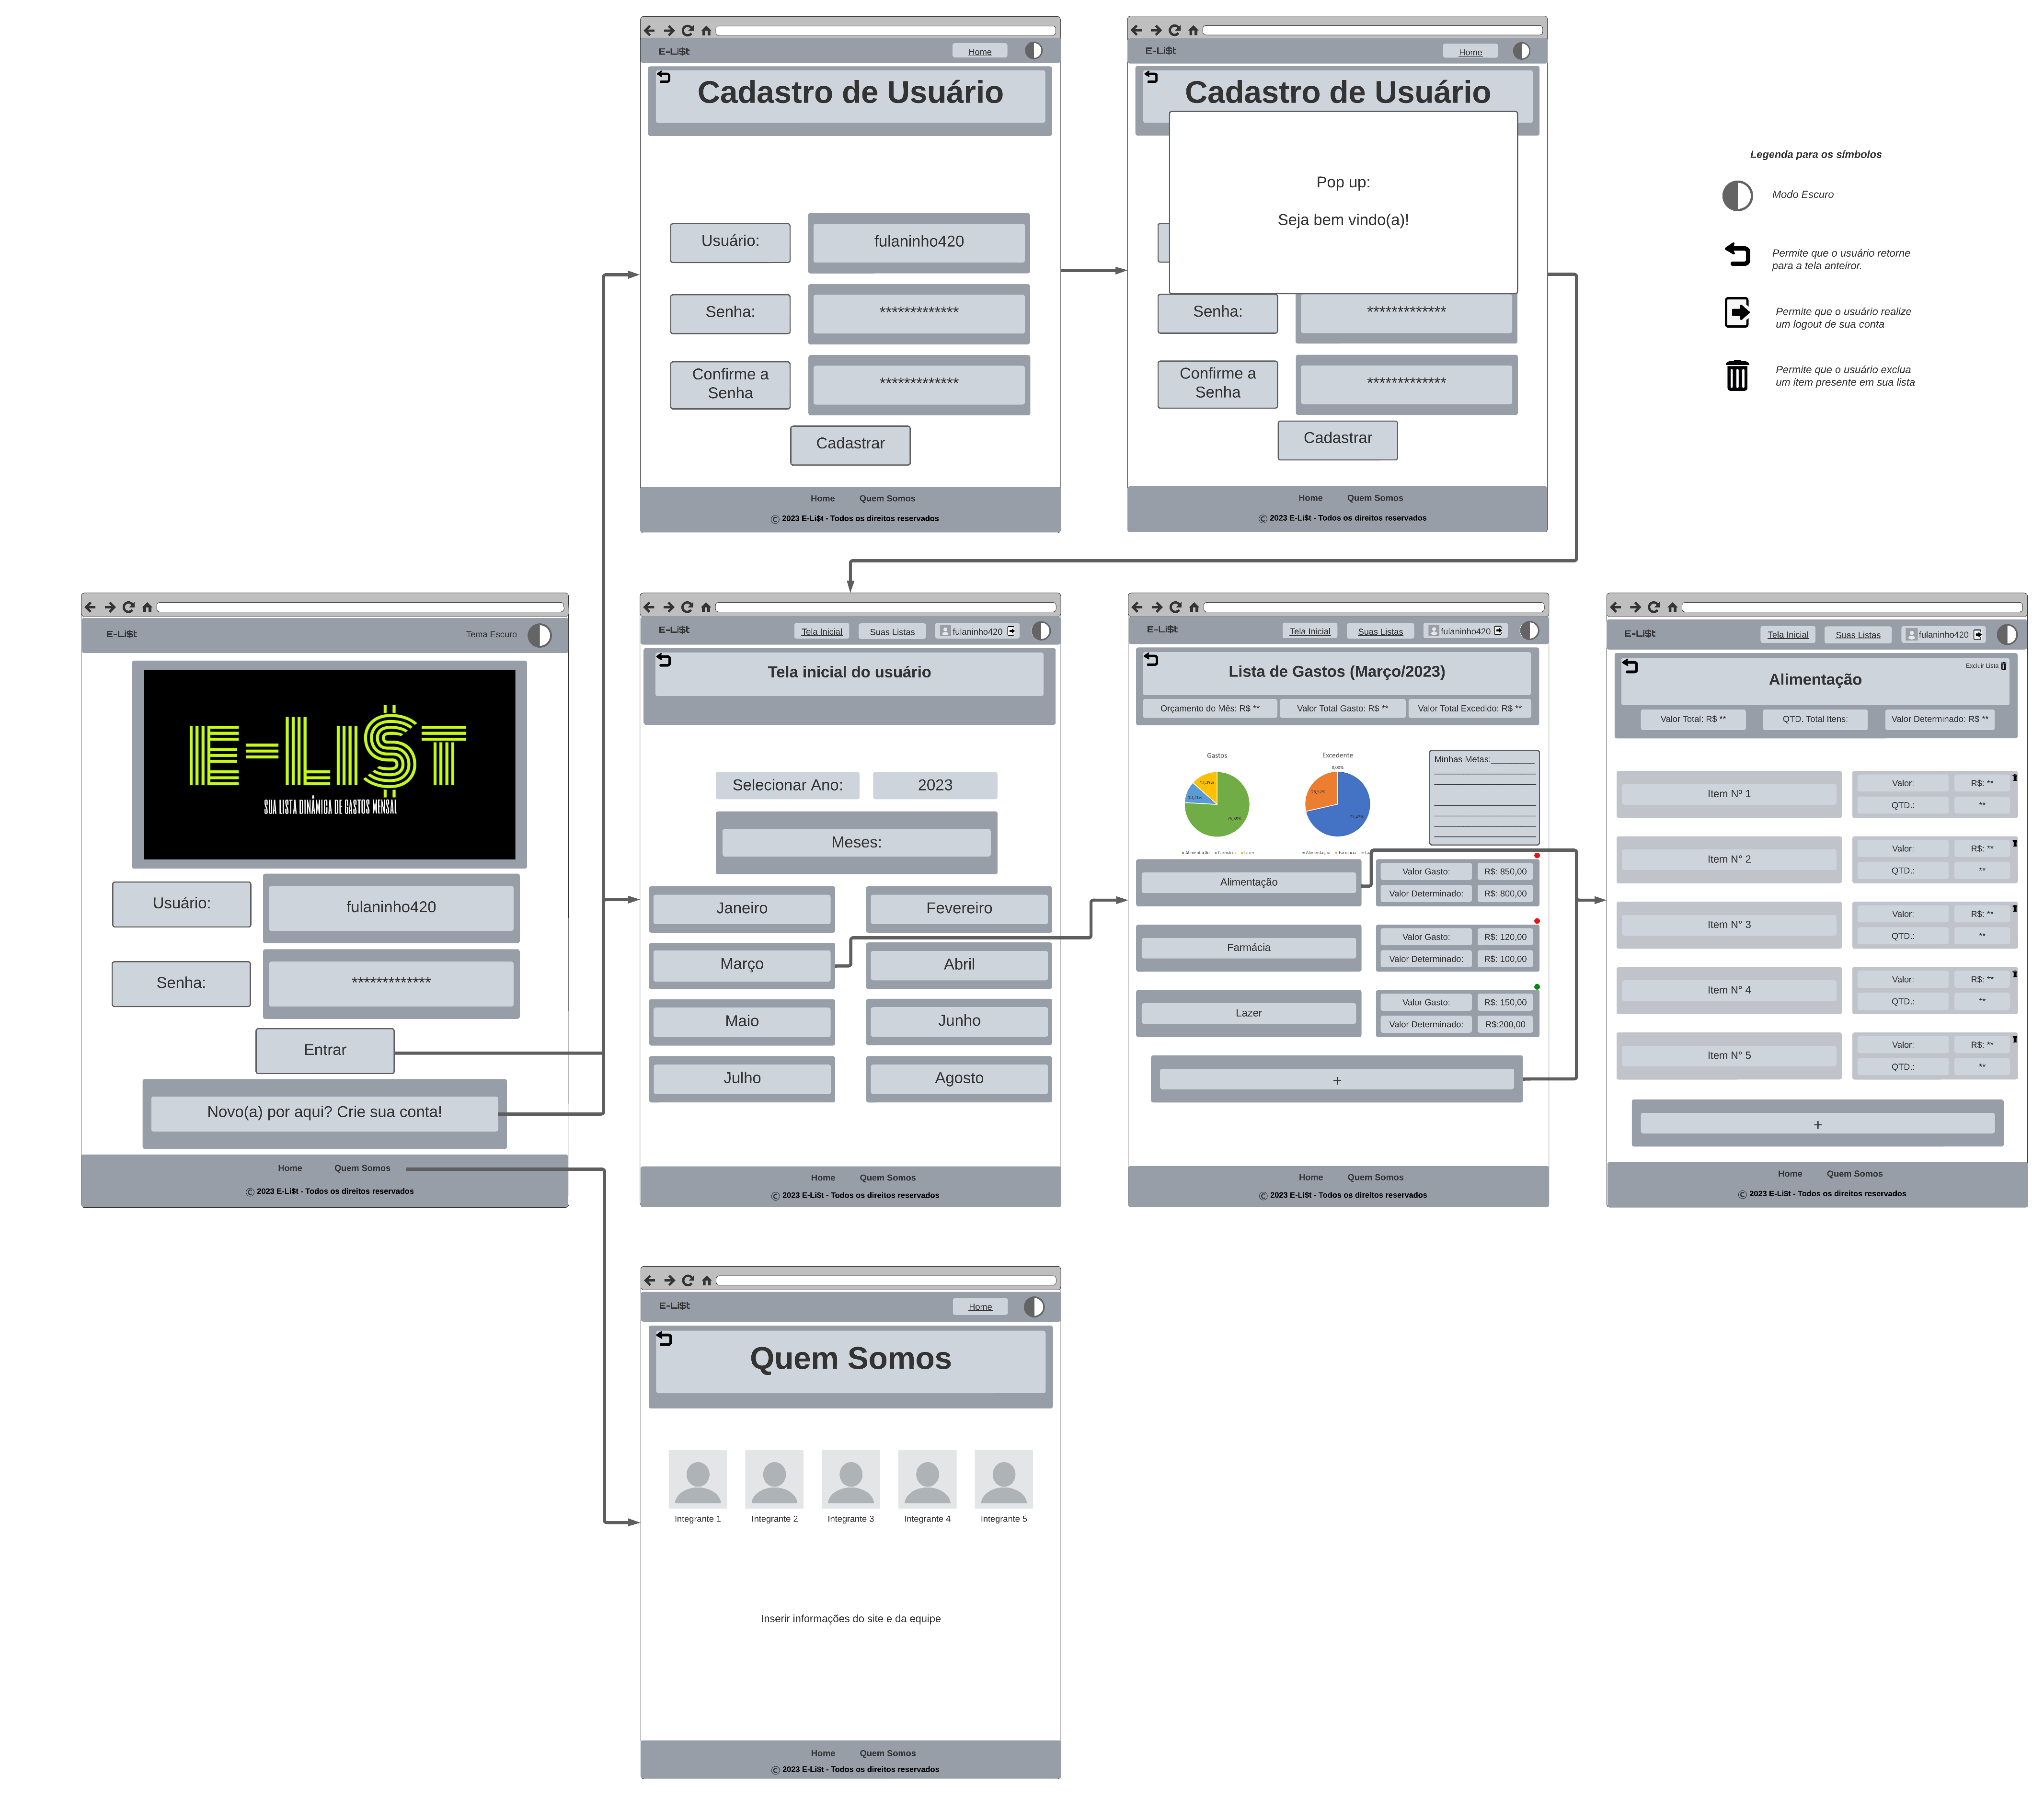 E-Li$t
Home
Cadastro de Usuário
Usuário:
fulaninho420
Senha:
*************
Confirme a
Senha
*************
Cadastrar
Home Quem Somos
© 2023 E-Li$t - Todos os direitos reservados
E-Li$t
Home
Cadastro de Usuário
Pop up:
Seja bem vindo(a)!
Senha:
*************
Confirme a
Senha
*************
Cadastrar
Home Quem Somos
© 2023 E-Li$t - Todos os direitos reservados
Legenda para os símbolos
Modo Escuro
Permite que o usuário retorne
para a tela anteiror.
Permite que o usuário realize
um logout de sua conta
Permite que o usuário exclua
um item presente em sua lista
E-Li$t
Tema Escuro
E-LI$T
SUA LISTA DINÂMICA DE GASTOS MENSAL
Usuário:
fulaninho420
Senha:
*************
Entrar
Novo(a) por aqui? Crie sua conta!
Home Quem Somos
© 2023 E-Li$t - Todos os direitos reservados
E-Li$t
Tela Inicial Suas Listas fulaninho420
Tela inicial do usuário
Selecionar Ano: 2023
Meses:
Janeiro Fevereiro
Março Abril
Maio Junho
Julho Agosto
Home Quem Somos
© 2023 E-Li$t - Todos os direitos reservados
E-Li$t
Tela Inicial Suas Listas fulaninho420
Lista de Gastos (Março/2023)
Orçamento do Mês: R$ ** Valor Total Gasto: R$ ** Valor Total Excedido: R$ **
Gastos
Alimentação Farmácia Lazer
Excedente
0,00%
28,57%
Alimentação Farmácia
Minhas Metas:_________
Alimentação
Valor Gasto: R$: 850,00
Valor Determinado: R$: 800,00
Farmácia
Valor Gasto: R$: 120,00
Valor Determinado: R$: 100,00
Lazer
Valor Gasto: R$: 150,00
Valor Determinado: R$:200,00
+
Home Quem Somos
© 2023 E-Li$t - Todos os direitos reservados
E-Li$t
Tela Inicial Suas Listas fulaninho420
Excluir Lista
Alimentação
Valor Total: R$ ** QTD. Total Itens: Valor Determinado: R$ **
Item Nº 1
Valor: R$: **
QTD.: **
Item N° 2
Valor: R$: **
QTD.: **
Item N° 3
Valor: R$: **
QTD.: **
Item N° 4
Valor: R$: **
QTD.: **
Item N° 5
Valor: R$: **
QTD.: **
+
Home Quem Somos
© 2023 E-Li$t - Todos os direitos reservados
E-Li$t
Home
Quem Somos
Integrante 1 Integrante 2 Integrante 3 Integrante 4 Integrante 5
Inserir informações do site e da equipe
Home Quem Somos
© 2023 E-Li$t - Todos os direitos reservados